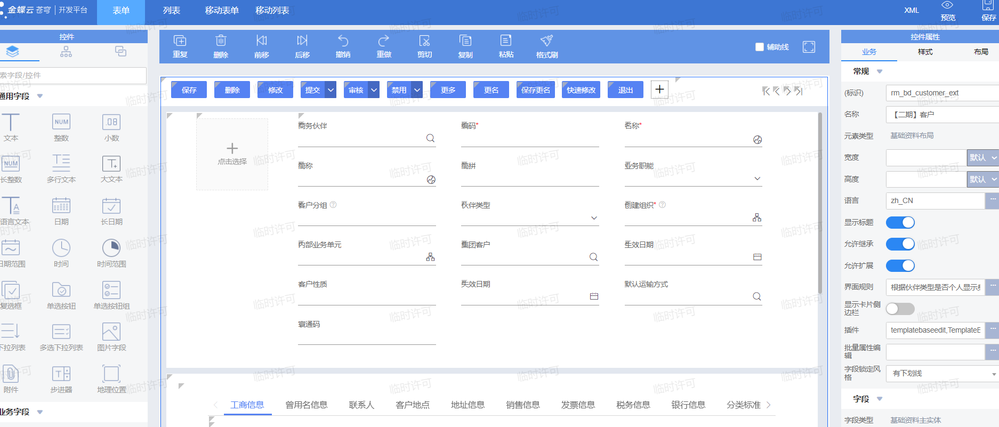 金蝶云 苍穹 | 开发平台
表单
列表
移动表单
移动列表
XML
预览
保存
控件
重复
删除
前移
后移
撤销
重做
剪切
复制
粘贴
格式刷
辅助线
控件属性
业务
样式
布局
索字段/控件
通用字段
文本
整数
小数
长整数
多行文本
大文本
语言文本
日期
长日期
日期范围
时间
时间范围
复选框
单选按钮
单选按钮组
下拉列表
多选下拉列表
图片字段
附件
步进器
地理位置
业务字段
保存
删除
修改
提交
审核
禁用
更多
更名
保存更名
快速修改
退出
点击选择
商务伙伴
编码*
名称*
简称
简拼
业务职能
客户分组
伙伴类型
创建组织*
内部业务单元
集团客户
生效日期
客户性质
失效日期
默认运输方式
寰通码
工商信息
曾用名信息
联系人
客户地点
地址信息
销售信息
发票信息
税务信息
银行信息
分类标准
常规
(标识)
rm_bd_customer_ext
名称
【二期】客户
元素类型
基础资料布局
宽度
默认
高度
默认
语言
zh_CN
显示标题
允许继承
允许扩展
界面规则
根据伙伴类型是否个人显示身
显示卡片侧
边栏
插件
templatebaseedit,TemplateE
批量属性编
辑
字段锁定风
格
有下划线
字段
字段类型
基础资料主实体
临时许可